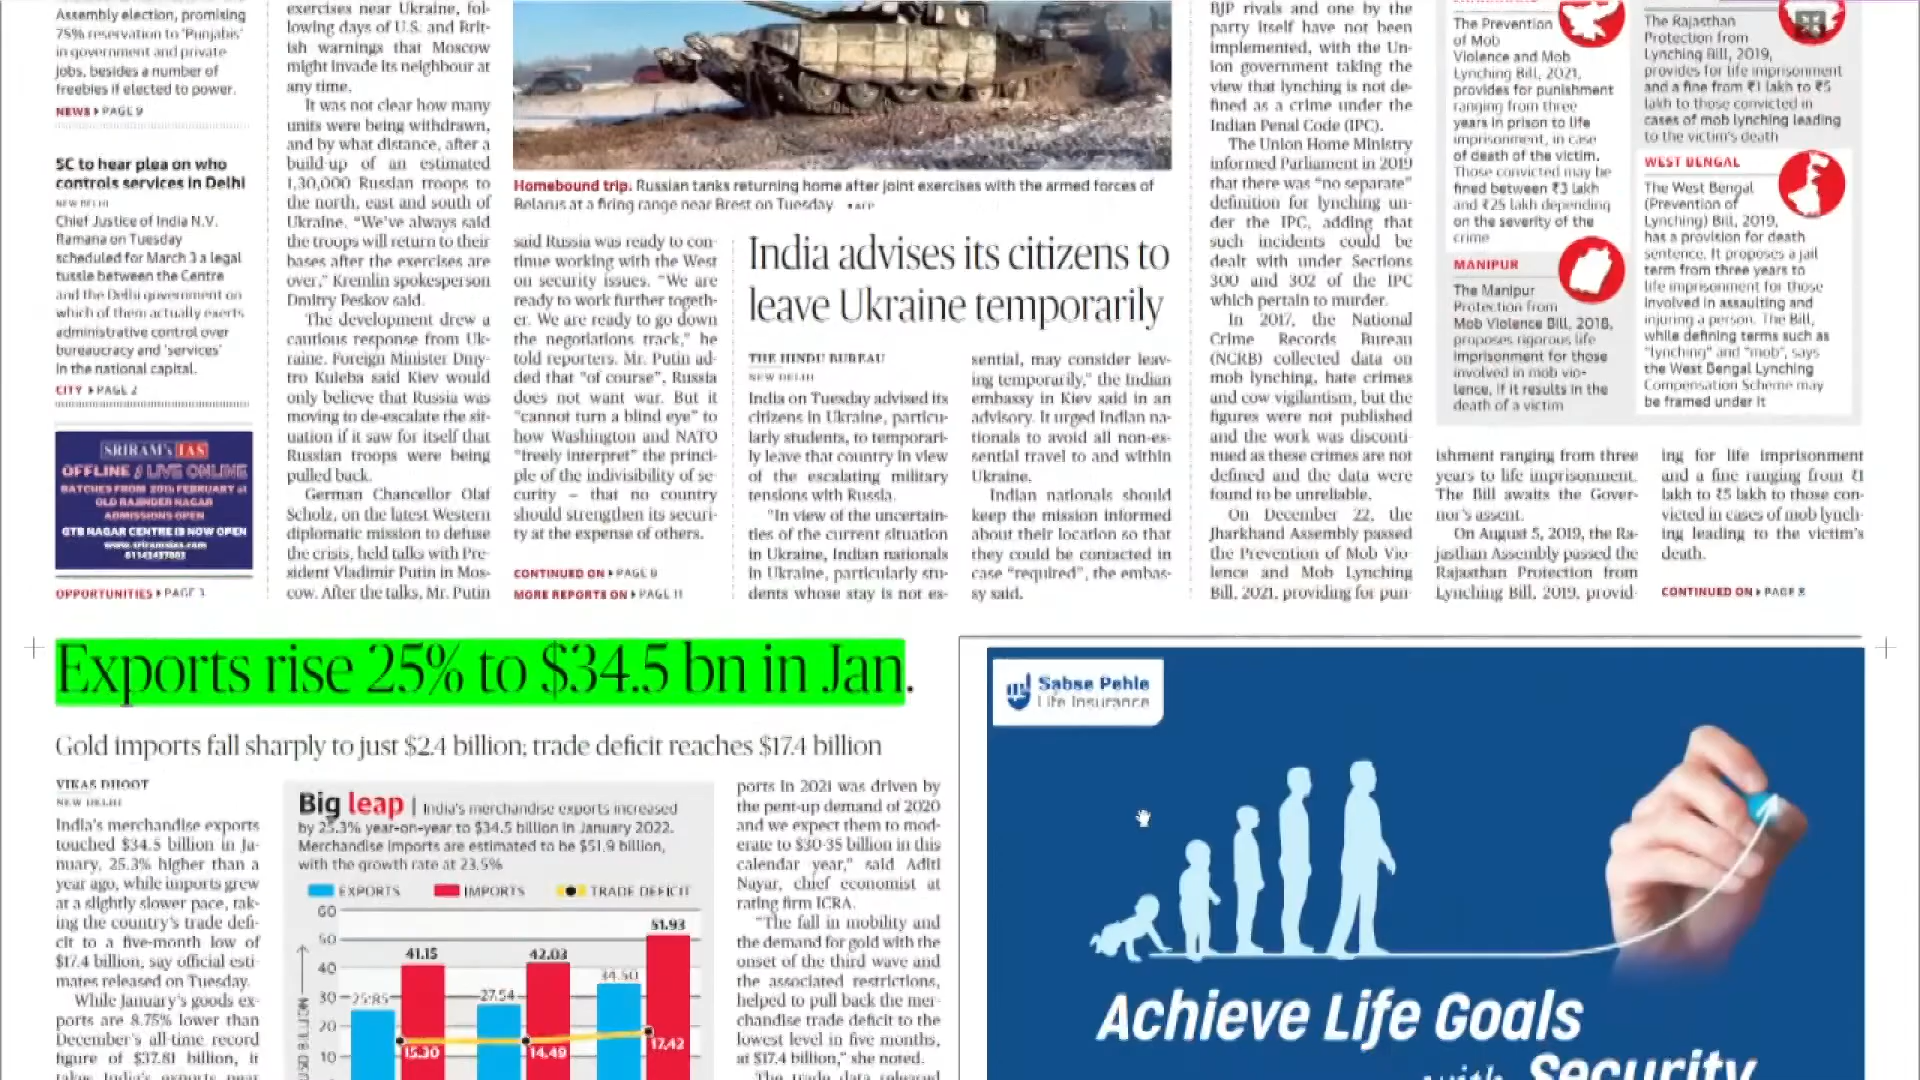 Assembly election, promising
75% reservation to 'Punjabis'
in government and private
jobs, besides a number of
freebies if elected to power.
NEWS PAGE 9
SC to hear plea on who
controls services in Delhi
NEW DELHI
Chief Justice of India N.V.
Ramana on Tuesday
scheduled for March 3 a legal
tussle between the Centre
and the Delhi government on
which of them actually exerts
administrative control over
bureaucracy and 'services'
in the national capital.
CITY PAGE 2
SRIRAM's IAS
OFFLINE / LIVE ONLINE
BATCHES FROM 20th FEBRUARY at
OLD RAJINDER NAGAR
ADMISSIONS OPEN
GTB NAGAR CENTRE IS NOW OPEN
www.sriramsias.com
OPPORTUNITIES PAGE 3
exercises near Ukraine, fol-
lowing days of U.S. and Brit-
ish warnings that Moscow
might invade its neighbour at
any time.
It was not clear how many
units were being withdrawn,
and by what distance, after a
build-up of an estimated
1,30,000 Russian troops to
the north, east and south of
Ukraine. "We've always said
the troops will return to their
bases after the exercises are
over," Kremlin spokesperson
Dmitry Peskov said.
The development drew a
cautious response from Uk-
raine. Foreign Minister Dmy-
tro Kuleba said Kiev would
only believe that Russia was
moving to de-escalate the sit-
uation if it saw for itself that
Russian troops were being
pulled back.
German Chancellor Olaf
Scholz, on the latest Western
diplomatic mission to defuse
the crisis, held talks with Pre-
sident Vladimir Putin in Mos-
cow. After the talks, Mr. Putin
Homebound trip. Russian tanks returning home after joint exercises with the armed forces of
Belarus at a firing range near Brest on Tuesday. AFP
said Russia was ready to con-
tinue working with the West
on security issues. "We are
ready to work further togeth-
er. We are ready to go down
the negotiations track," he
told reporters. Mr. Putin ad-
ded that "of course", Russia
does not want war. But it
"cannot turn a blind eye" to
how Washington and NATO
"freely interpret" the princi-
ple of the indivisibility of se-
curity – that no country
should strengthen its securi-
ty at the expense of others.
CONTINUED ON PAGE 8
MORE REPORTS ON PAGE 11
India advises its citizens to
leave Ukraine temporarily
THE HINDU BUREAU
NEW DELHI
India on Tuesday advised its
citizens in Ukraine, particu-
larly students, to temporari-
ly leave that country in view
of the escalating military
tensions with Russia.
"In view of the uncertain-
ties of the current situation
in Ukraine, Indian nationals
in Ukraine, particularly stu-
dents whose stay is not es-
sential, may consider leav-
ing temporarily," the Indian
embassy in Kiev said in an
advisory. It urged Indian na-
tionals to avoid all non-es-
sential travel to and within
Ukraine.
Indian nationals should
keep the mission informed
about their location so that
they could be contacted in
case "required", the embas-
sy said.
BJP rivals and one by the
party itself have not been
implemented, with the Un-
ion government taking the
view that lynching is not de-
fined as a crime under the
Indian Penal Code (IPC).
The Union Home Ministry
informed Parliament in 2019
that there was "no separate"
definition for lynching un-
der the IPC, adding that
such incidents could be
dealt with under Sections
300 and 302 of the IPC
which pertain to murder.
In 2017, the National
Crime Records Bureau
(NCRB) collected data on
mob lynching, hate crimes
and cow vigilantism, but the
figures were not published
and the work was disconti-
nued as these crimes are not
defined and the data were
found to be unreliable.
On December 22, the
Jharkhand Assembly passed
the Prevention of Mob Vio-
lence and Mob Lynching
Bill, 2021, providing for pun-
The Prevention
of Mob
Violence and Mob
Lynching Bill, 2021,
provides for punishment
ranging from three
years in prison to life
imprisonment, in case
of death of the victim.
Those convicted may be
fined between ₹3 lakh
and ₹25 lakh depending
on the severity of the
crime
MANIPUR
The Manipur
Protection from
Mob Violence Bill, 2018,
proposes rigorous life
imprisonment for those
involved in mob vio-
lence, if it results in the
death of a victim
The Rajasthan
Protection from
Lynching Bill, 2019,
provides for life imprisonment
and a fine from ₹1 lakh to ₹5
lakh to those convicted in
cases of mob lynching leading
to the victim's death
WEST BENGAL
The West Bengal
(Prevention of
Lynching) Bill, 2019,
has a provision for death
sentence. It proposes a jail
term from three years to
life imprisonment for those
involved in assaulting and
injuring a person. The Bill,
while defining terms such as
"lynching" and "mob", says
the West Bengal Lynching
Compensation Scheme may
be framed under it
ishment ranging from three
years to life imprisonment.
The Bill awaits the Gover-
nor's assent.
On August 5, 2019, the Ra-
jasthan Assembly passed the
Rajasthan Protection from
Lynching Bill, 2019, provid-
ing for life imprisonment
and a fine ranging from ₹1
lakh to ₹5 lakh to those con-
victed in cases of mob lynch-
ing leading to the victim's
death.
CONTINUED ON PAGE 8
Exports rise 25% to $34.5 bn in Jan.
Gold imports fall sharply to just $2.4 billion; trade deficit reaches $17.4 billion
VIKAS DHOOT
NEW DELHI
India's merchandise exports
touched $34.5 billion in Ja-
nuary, 25.3% higher than a
year ago, while imports grew
at a slightly slower pace, tak-
ing the country's trade defi-
cit to a five-month low of
$17.4 billion, say official esti-
mates released on Tuesday.
While January's goods ex-
ports are 8.75% lower than
December's all-time record
figure of $37.81 billion, it
takes India's exports near
Big leap | India's merchandise exports increased
by 25.3% year-on-year to $34.5 billion in January 2022.
Merchandise imports are estimated to be $51.9 billion,
with the growth rate at 23.5%
EXPORTS IMPORTS TRADE DEFICIT
60
50
40
30
20
10
25.85
41.15
15.30
27.54
42.03
14.49
34.50
51.93
17.42
ports in 2021 was driven by
the pent-up demand of 2020
and we expect them to mod-
erate to $30-35 billion in this
calendar year," said Aditi
Nayar, chief economist at
rating firm ICRA.
"The fall in mobility and
the demand for gold with the
onset of the third wave and
the associated restrictions,
helped to pull back the mer-
chandise trade deficit to the
lowest level in five months,
at $17.4 billion," she noted.
The trade data released
Sabse Pehle
Life Insurance
Achieve Life Goals
with Security